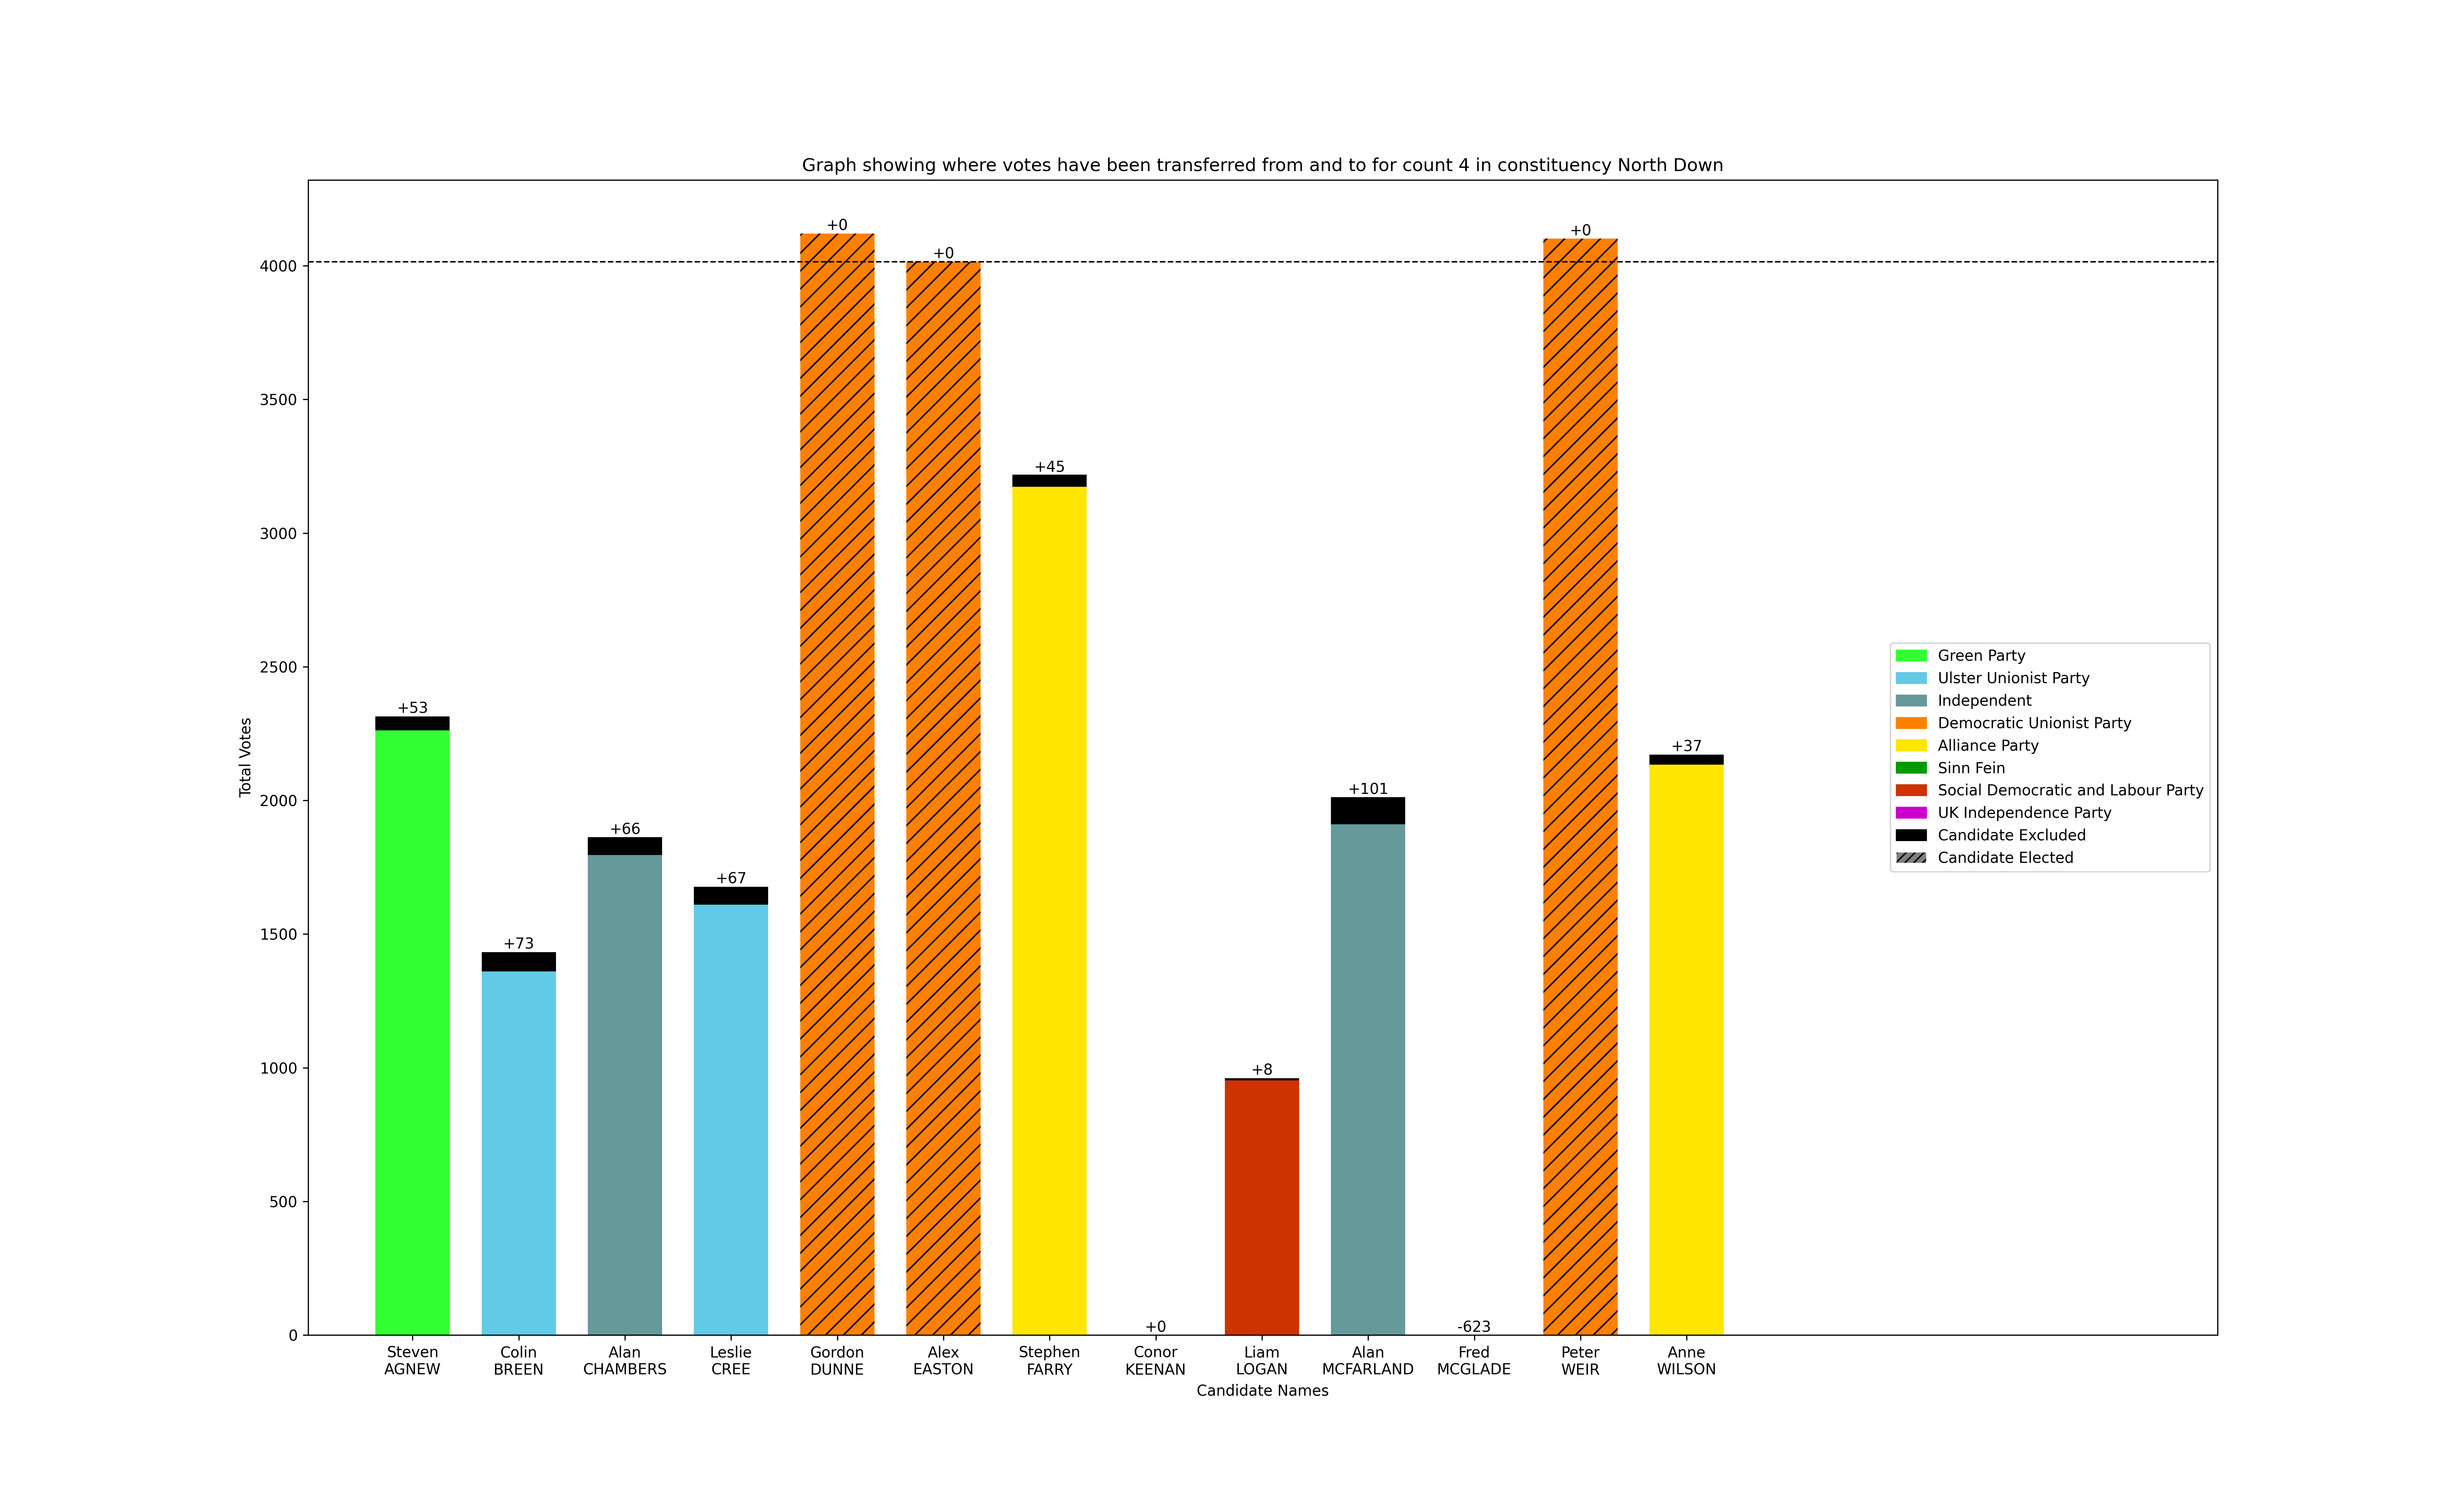 Graph showing where votes have been transferred from and to for count 4 in constituency North Down
Total Votes
4000
3500
3000
2500
2000
1500
1000
500
0
+53
+73
+66
+67
+0
+0
+45
+0
+8
+101
-623
+0
+37
Steven
AGNEW
Colin
BREEN
Alan
CHAMBERS
Leslie
CREE
Gordon
DUNNE
Alex
EASTON
Stephen
FARRY
Conor
KEENAN
Liam
LOGAN
Alan
MCFARLAND
Fred
MCGLADE
Peter
WEIR
Anne
WILSON
Candidate Names
Green Party
Ulster Unionist Party
Independent
Democratic Unionist Party
Alliance Party
Sinn Fein
Social Democratic and Labour Party
UK Independence Party
Candidate Excluded
Candidate Elected